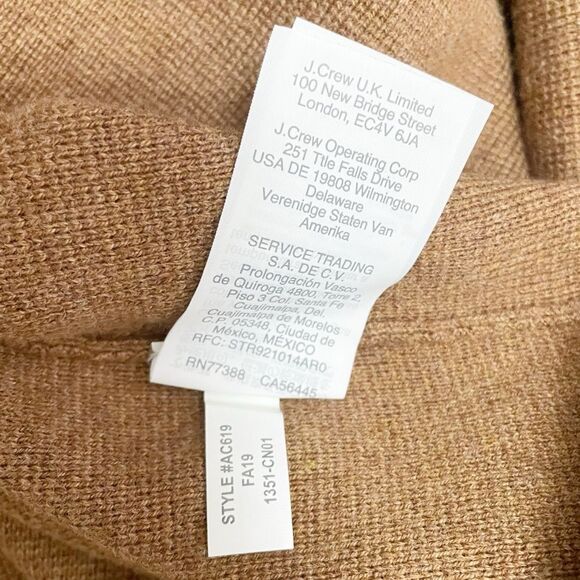 J.Crew U.K. Limited
100 New Bridge Street
London, EC4V 6JA
J.Crew Operating Corp
251 Ttle Falls Drive
USA DE 19808 Wilmington
Delaware
Verenidge Staten Van
Amerika
SERVICE TRADING
S.A. DE C.V.
Prolongación Vasco
de Quiroga 4800, Torre 2,
Piso 3 Col. Santa Fe
Cuajimalpa, Del.
Cuajimalpa de Morelos
C.P. 05348, Ciudad de
México, MÉXICO
RFC: STR921014AR0
RN77388 CA56445
STYLE #AC619
FA19
1351-CN01